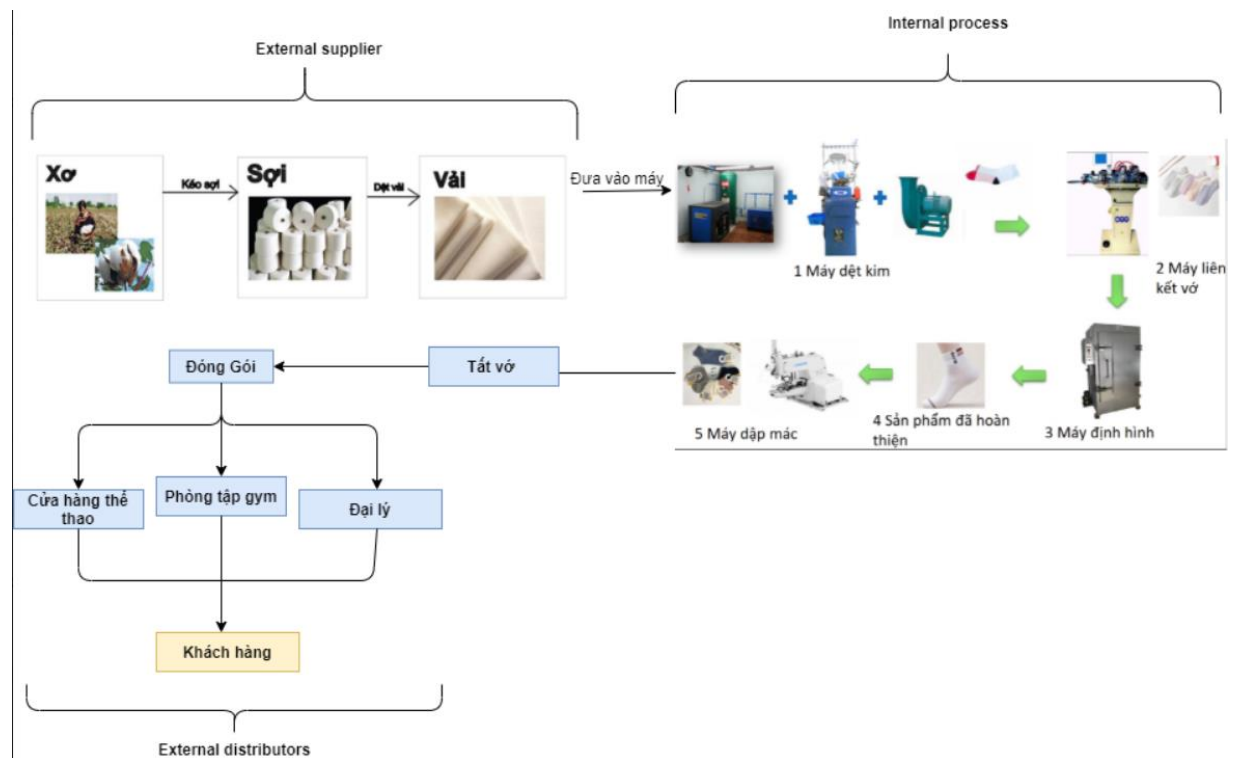 External supplier
Internal process
Xơ
Kéo sợi
Sợi
Dệt vải
Vải
Đưa vào máy
1 Máy dệt kim
2 Máy liên
kết vớ
3 Máy định hình
4 Sản phẩm đã hoàn
thiện
5 Máy dập mác
Tất vớ
Đóng Gói
Cửa hàng thể
thao
Phòng tập gym
Đại lý
Khách hàng
External distributors